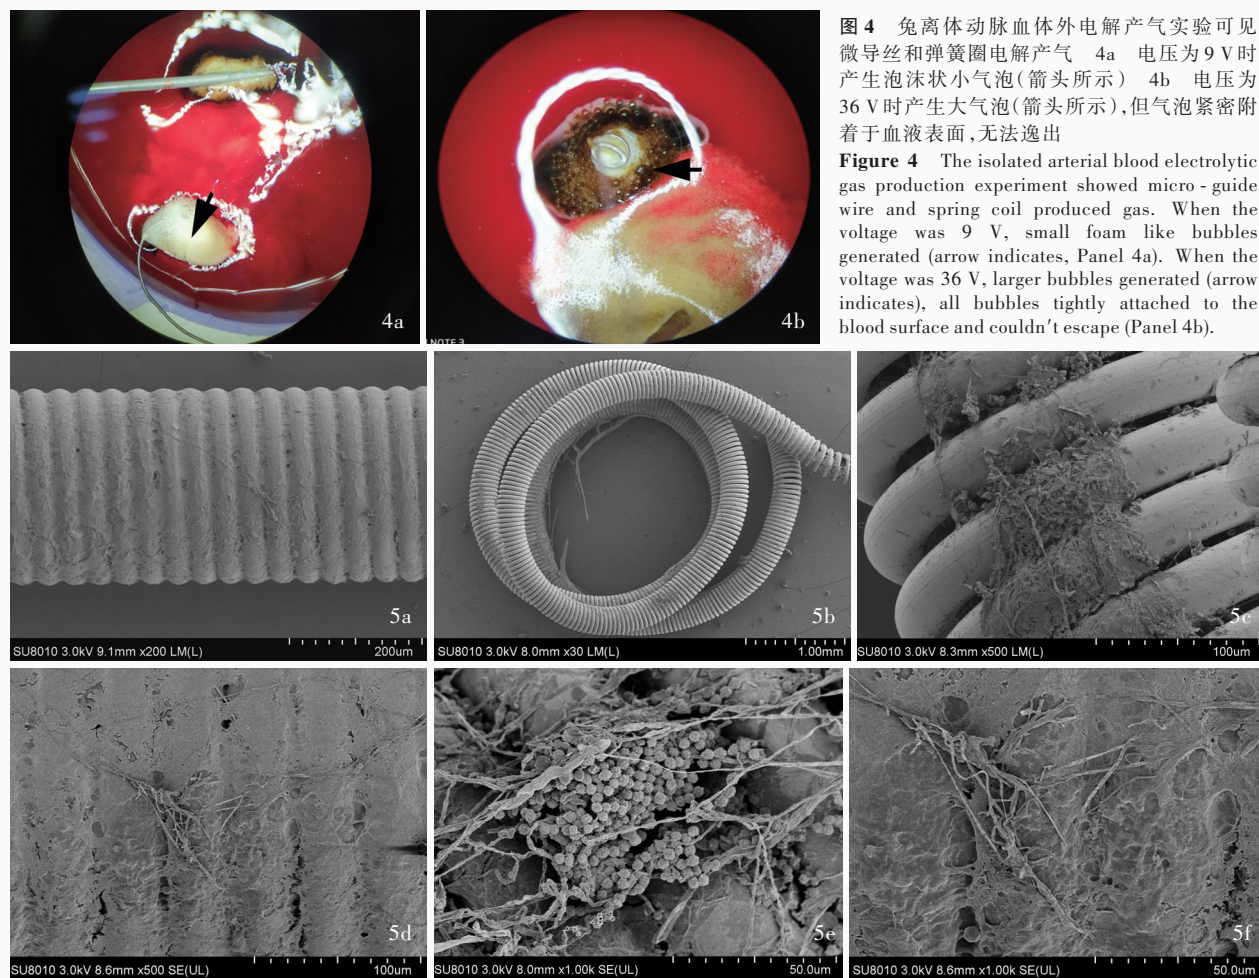 图 4 兔离体动脉血体外电解产气实验可见
微导丝和弹簧圈电解产气 4a 电压为 9 V 时
产生泡沫状小气泡(箭头所示) 4b 电压为
36 V 时产生大气泡(箭头所示),但气泡紧密附
着于血液表面,无法逸出
Figure 4 The isolated arterial blood electrolytic
gas production experiment showed micro - guide
wire and spring coil produced gas. When the
voltage was 9 V, small foam like bubbles
generated (arrow indicates, Panel 4a). When the
voltage was 36 V, larger bubbles generated (arrow
indicates), all bubbles tightly attached to the
blood surface and couldn't escape (Panel 4b).
4a
4b
NOTE 3
5a
SU8010 3.0kV 9.1mm x200 LM(L) 200um
5b
SU8010 3.0kV 8.0mm x30 LM(L) 1.00mm
5c
SU8010 3.0kV 8.3mm x500 LM(L) 100um
5d
SU8010 3.0kV 8.6mm x500 SE(UL) 100um
5e
SU8010 3.0kV 8.0mm x1.00k SE(UL) 50.0um
5f
SU8010 3.0kV 8.6mm x1.00k SE(UL) 50.0um